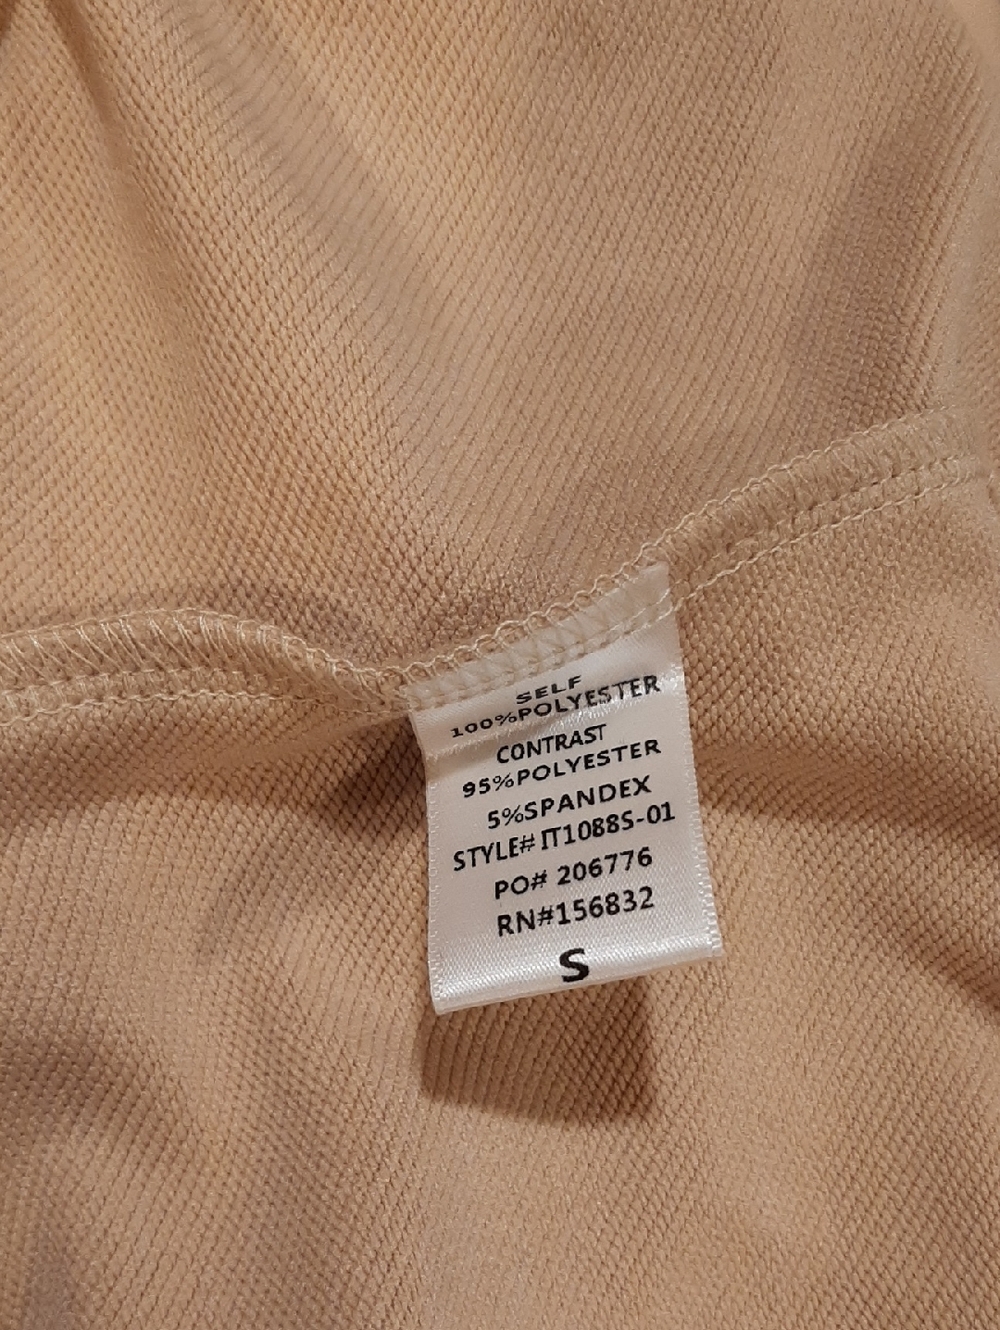 SELF
100%POLYESTER
CONTRAST
95%POLYESTER
5%SPANDEX
STYLE# IT1088S-01
PO# 206776
RN#156832
S